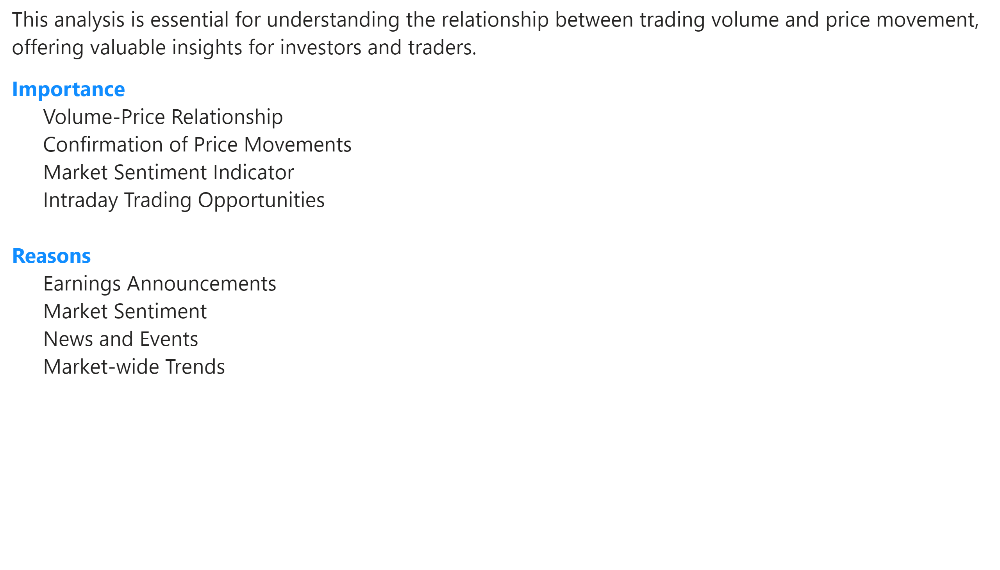 This analysis is essential for understanding the relationship between trading volume and price movement,
offering valuable insights for investors and traders.
Importance
Volume-Price Relationship
Confirmation of Price Movements
Market Sentiment Indicator
Intraday Trading Opportunities
Reasons
Earnings Announcements
Market Sentiment
News and Events
Market-wide Trends